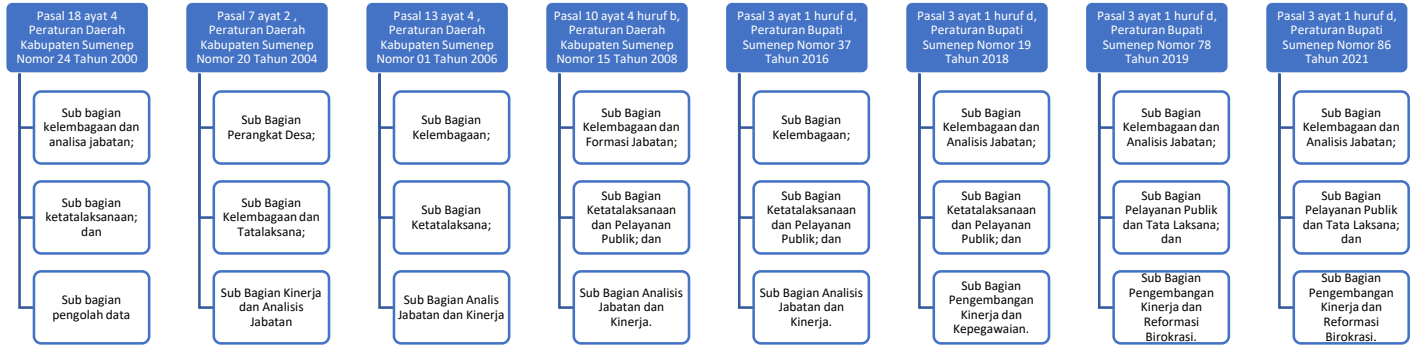 Pasal 18 ayat 4
Peraturan Daerah
Kabupaten Sumenep
Nomor 24 Tahun 2000
Sub bagian
kelembagaan dan
analisa jabatan;
Sub bagian
ketatalaksanaan;
dan
Sub bagian
pengolah data
Pasal 7 ayat 2 ,
Peraturan Daerah
Kabupaten Sumenep
Nomor 20 Tahun 2004
Sub Bagian
Perangkat Desa;
Sub Bagian
Kelembagaan dan
Tatalaksana;
Sub Bagian Kinerja
dan Analisis
Jabatan
Pasal 13 ayat 4 ,
Peraturan Daerah
Kabupaten Sumenep
Nomor 01 Tahun 2006
Sub Bagian
Kelembagaan;
Sub Bagian
Ketatalaksana;
Sub Bagian Analis
Jabatan dan Kinerja
Pasal 10 ayat 4 huruf b,
Peraturan Daerah
Kabupaten Sumenep
Nomor 15 Tahun 2008
Sub Bagian
Kelembagaan dan
Formasi Jabatan;
Sub Bagian
Ketatalaksanaan
dan Pelayanan
Publik; dan
Sub Bagian Analisis
Jabatan dan
Kinerja.
Pasal 3 ayat 1 huruf d,
Peraturan Bupati
Sumenep Nomor 37
Tahun 2016
Sub Bagian
Kelembagaan;
Sub Bagian
Ketatalaksanaan
dan Pelayanan
Publik; dan
Sub Bagian Analisis
Jabatan dan
Kinerja.
Pasal 3 ayat 1 huruf d,
Peraturan Bupati
Sumenep Nomor 19
Tahun 2018
Sub Bagian
Kelembagaan dan
Analisis Jabatan;
Sub Bagian
Ketatalaksanaan
dan Pelayanan
Publik; dan
Sub Bagian
Pengembangan
Kinerja dan
Kepegawaian.
Pasal 3 ayat 1 huruf d,
Peraturan Bupati
Sumenep Nomor 78
Tahun 2019
Sub Bagian
Kelembagaan dan
Analisis Jabatan;
Sub Bagian
Pelayanan Publik
dan Tata Laksana;
dan
Sub Bagian
Pengembangan
Kinerja dan
Reformasi
Birokrasi.
Pasal 3 ayat 1 huruf d,
Peraturan Bupati
Sumenep Nomor 86
Tahun 2021
Sub Bagian
Kelembagaan dan
Analisis Jabatan;
Sub Bagian
Pelayanan Publik
dan Tata Laksana;
dan
Sub Bagian
Pengembangan
Kinerja dan
Reformasi
Birokrasi.